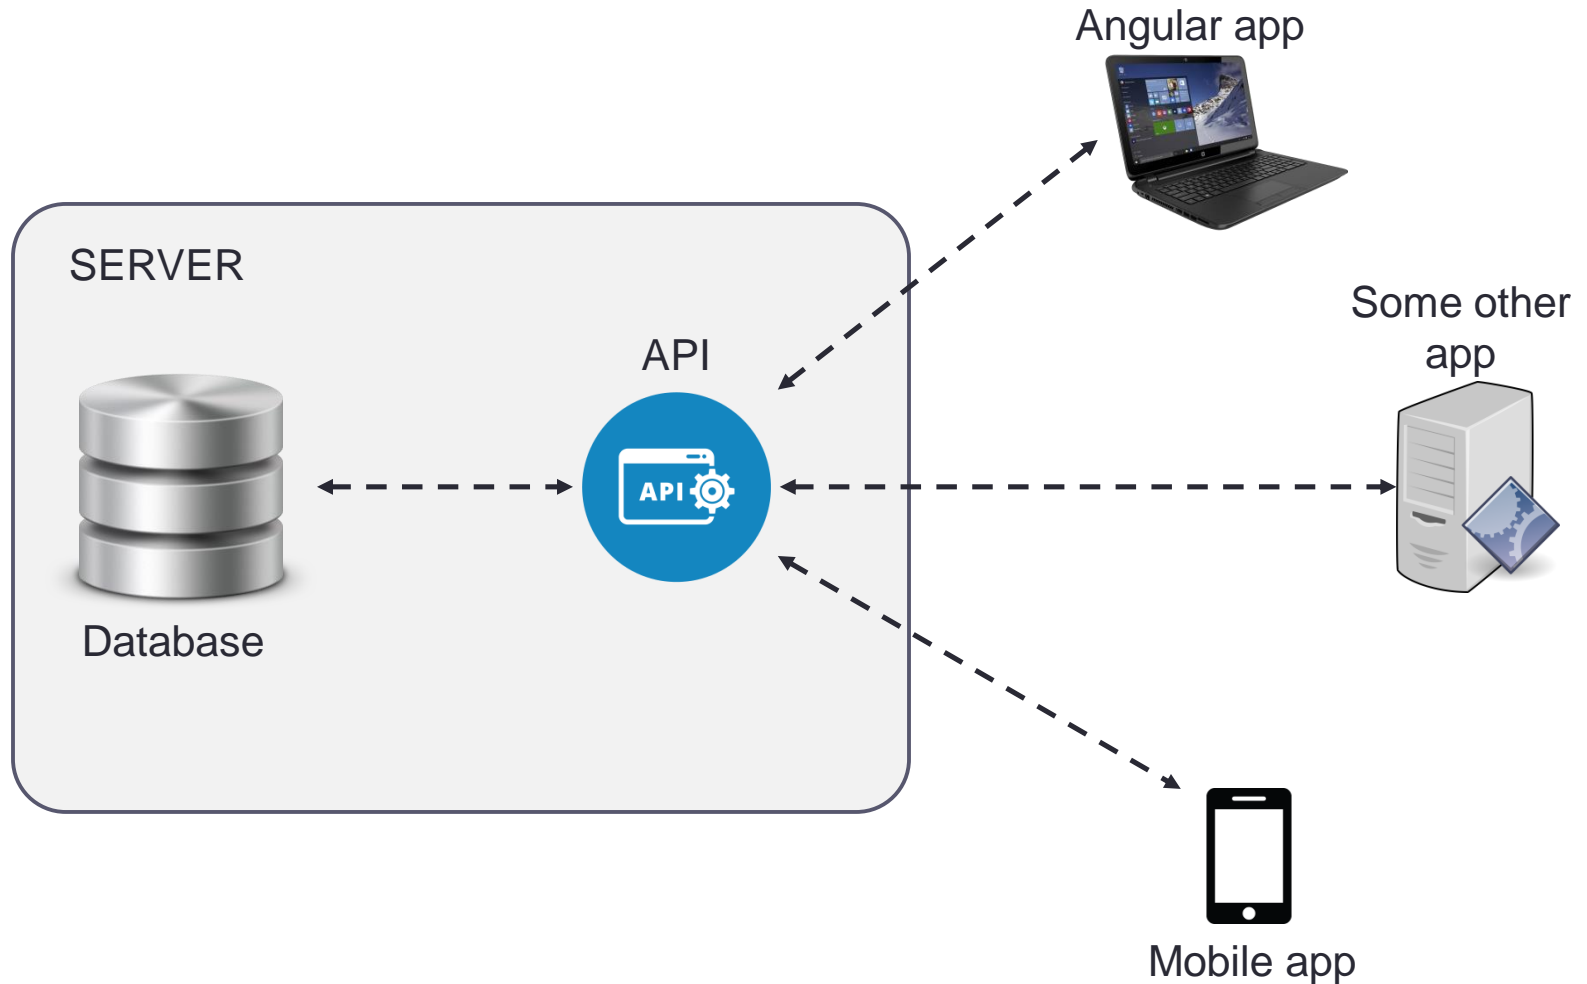 Angular app
SERVER
Some other
app
API
API
Database
Mobile app